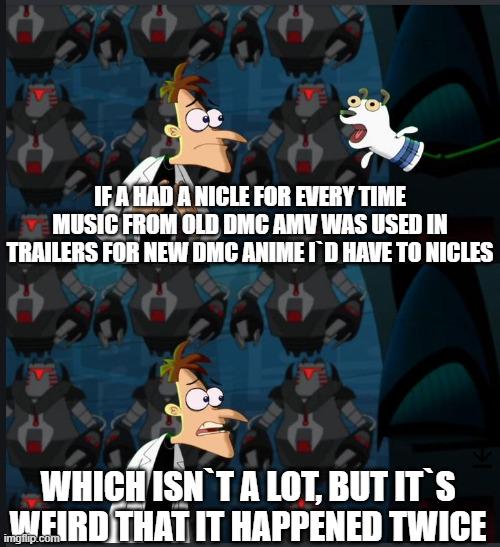 IF A HAD A NICLE FOR EVERY TIME
MUSIC FROM OLD DMC AMV WAS USED IN
TRAILERS FOR NEW DMC ANIME I`D HAVE TO NICLES
WHICH ISN`T A LOT, BUT IT`S
WEIRD THAT IT HAPPENED TWICE
imgflip.com